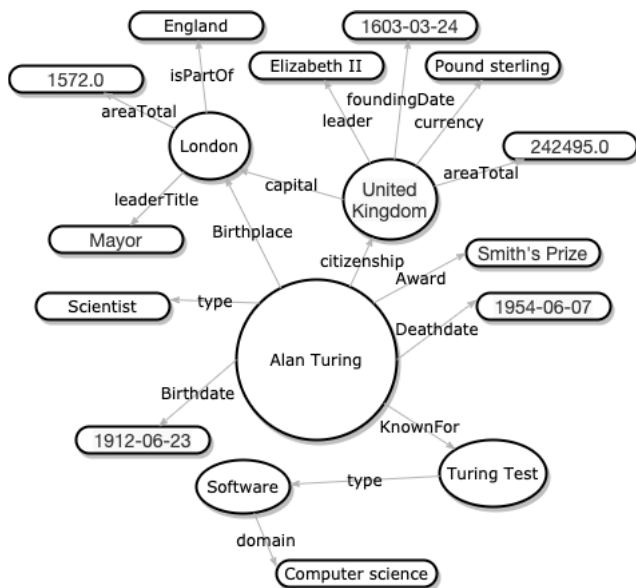 England
1603-03-24
1572.0
isPartOf
Elizabeth II
Pound sterling
areaTotal
foundingDate
leader
currency
London
242495.0
areaTotal
capital
United
Kingdom
leaderTitle
Mayor
Birthplace
citizenship
Smith's Prize
Award
Scientist
type
1954-06-07
Deathdate
Alan Turing
Birthdate
1912-06-23
KnownFor
Turing Test
type
Software
domain
Computer science